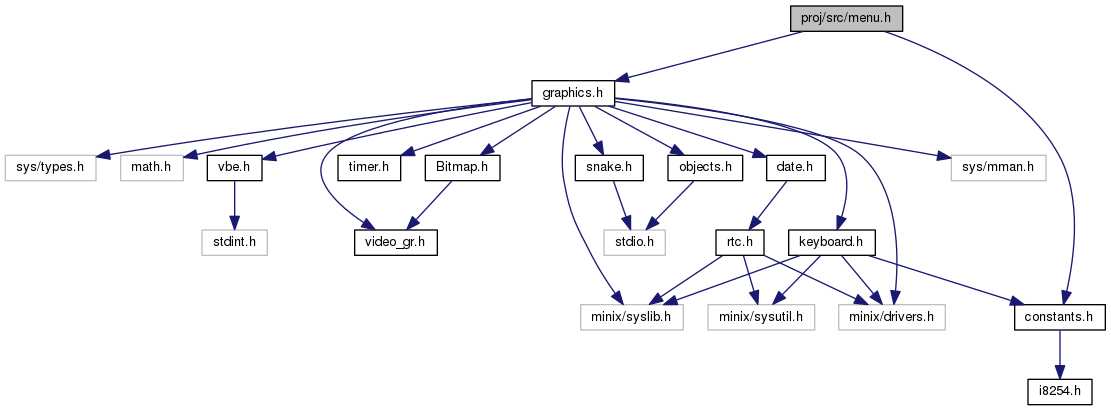 proj/src/menu.h
graphics.h
sys/types.h
math.h
vbe.h
timer.h
Bitmap.h
snake.h
objects.h
date.h
sys/mman.h
stdint.h
video_gr.h
stdio.h
rtc.h
keyboard.h
minix/syslib.h
minix/sysutil.h
minix/drivers.h
constants.h
i8254.h